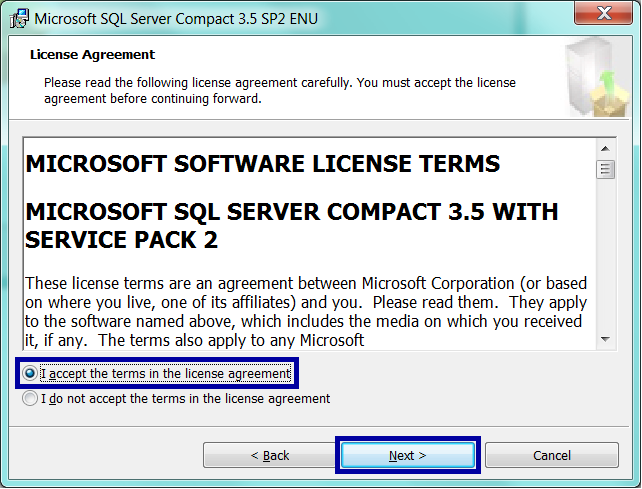 Microsoft SQL Server Compact 3.5 SP2 ENU
License Agreement
Please read the following license agreement carefully. You must accept the license
agreement before continuing forward.
MICROSOFT SOFTWARE LICENSE TERMS
MICROSOFT SQL SERVER COMPACT 3.5 WITH
SERVICE PACK 2
These license terms are an agreement between Microsoft Corporation (or based
on where you live, one of its affiliates) and you.  Please read them.  They apply
to the software named above, which includes the media on which you received
it, if any.  The terms also apply to any Microsoft
I accept the terms in the license agreement
I do not accept the terms in the license agreement
< Back Next > Cancel